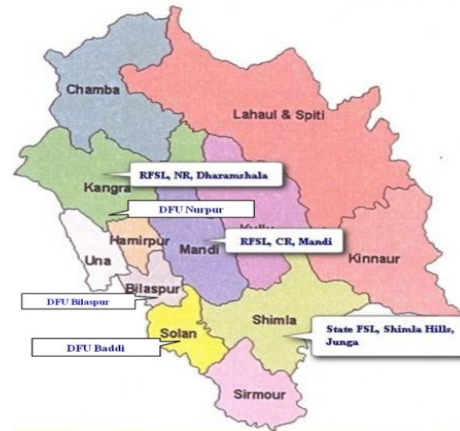 Chamba
Lahaul & Spiti
RFSL, NR, Dharamshala
Kangra
DFU Nurpur
Hamirpur
RFSL, CR, Mandi
Una
Mandi
Kinnaur
Bilaspur
DFU Bilaspur
Shimla
State FSL, Shimla Hills,
Junga
Solan
DFU Baddi
Sirmour